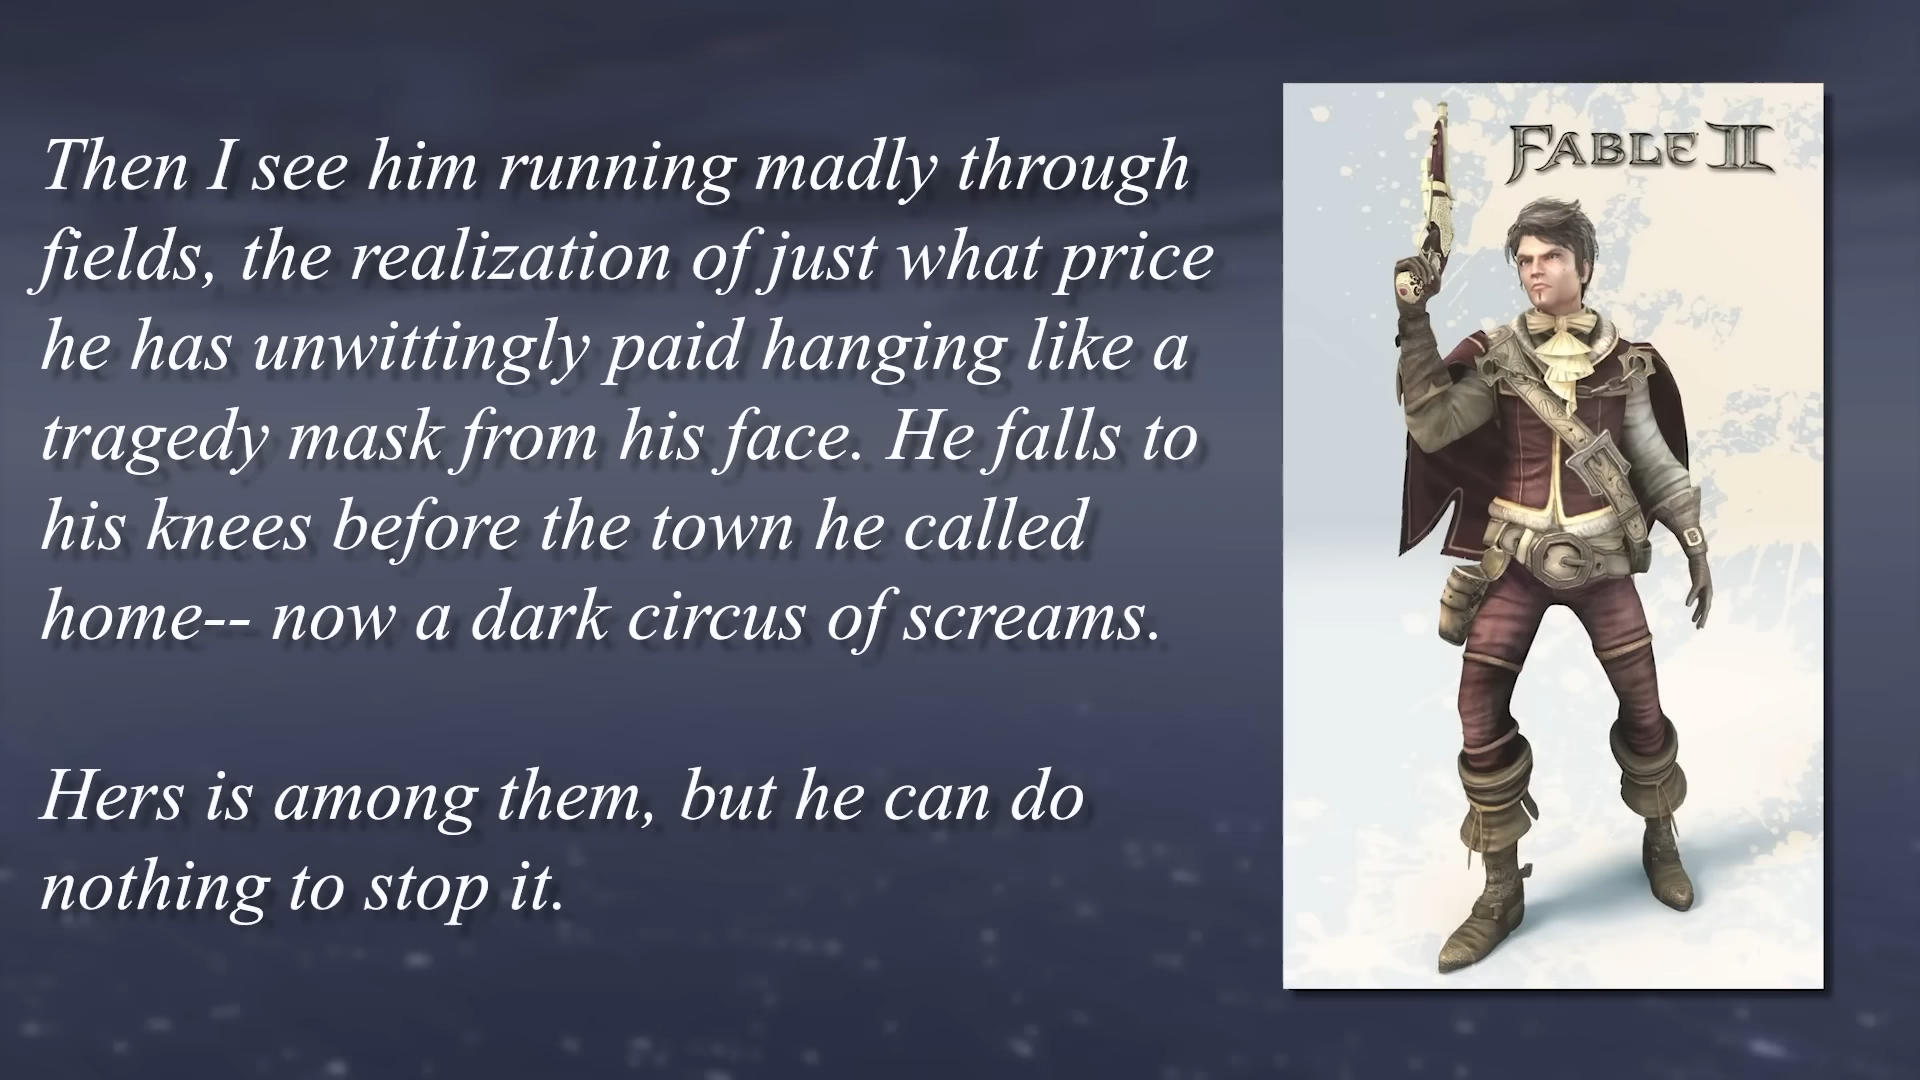 Then I see him running madly through
fields, the realization of just what price
he has unwittingly paid hanging like a
tragedy mask from his face. He falls to
his knees before the town he called
home-- now a dark circus of screams.
Hers is among them, but he can do
nothing to stop it.
FABLE II